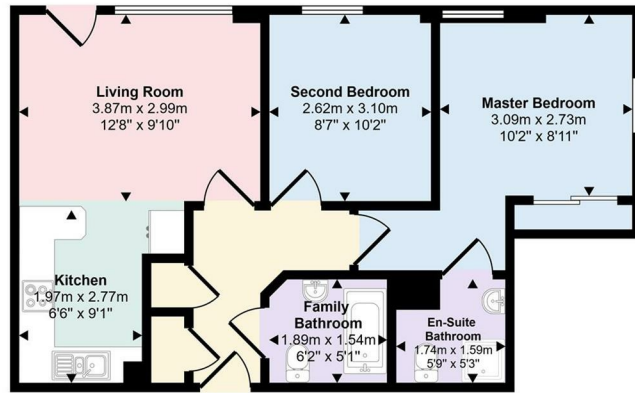 Living Room
3.87m x 2.99m
12'8" x 9'10"
Second Bedroom
2.62m x 3.10m
8'7" x 10'2"
Master Bedroom
3.09m x 2.73m
10'2" x 8'11"
Kitchen
1.97m x 2.77m
6'6" x 9'1"
Family
Bathroom
1.89m x 1.54m
6'2" x 5'1"
En-Suite
Bathroom
1.74m x 1.59m
5'9" x 5'3"